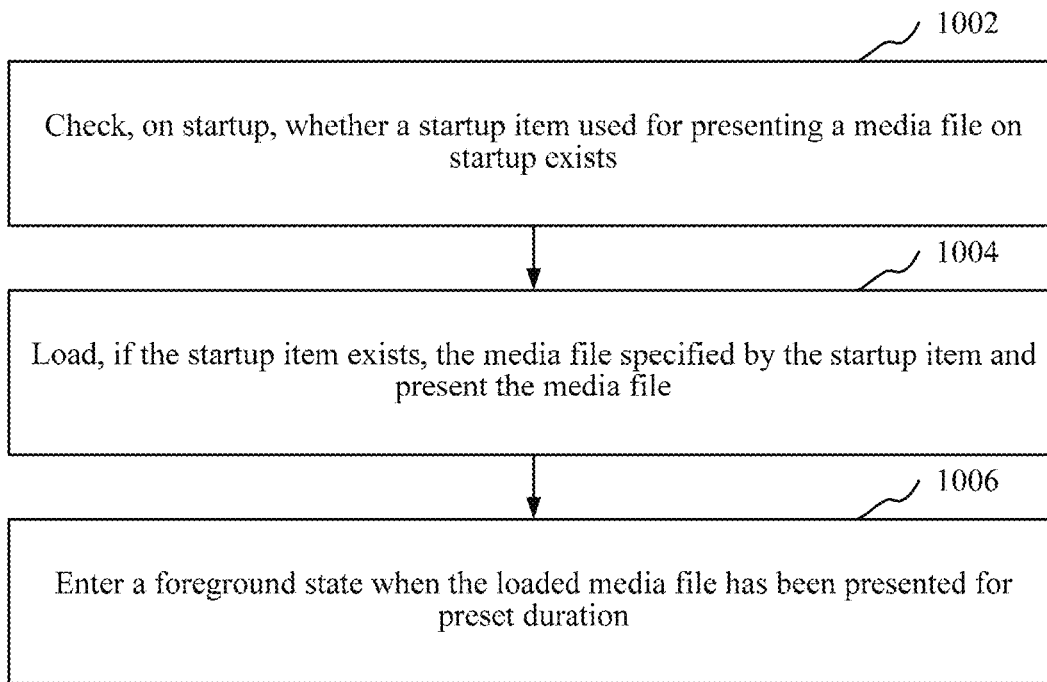 1002
Check, on startup, whether a startup item used for presenting a media file on
startup exists
1004
Load, if the startup item exists, the media file specified by the startup item and
present the media file
1006
Enter a foreground state when the loaded media file has been presented for
preset duration